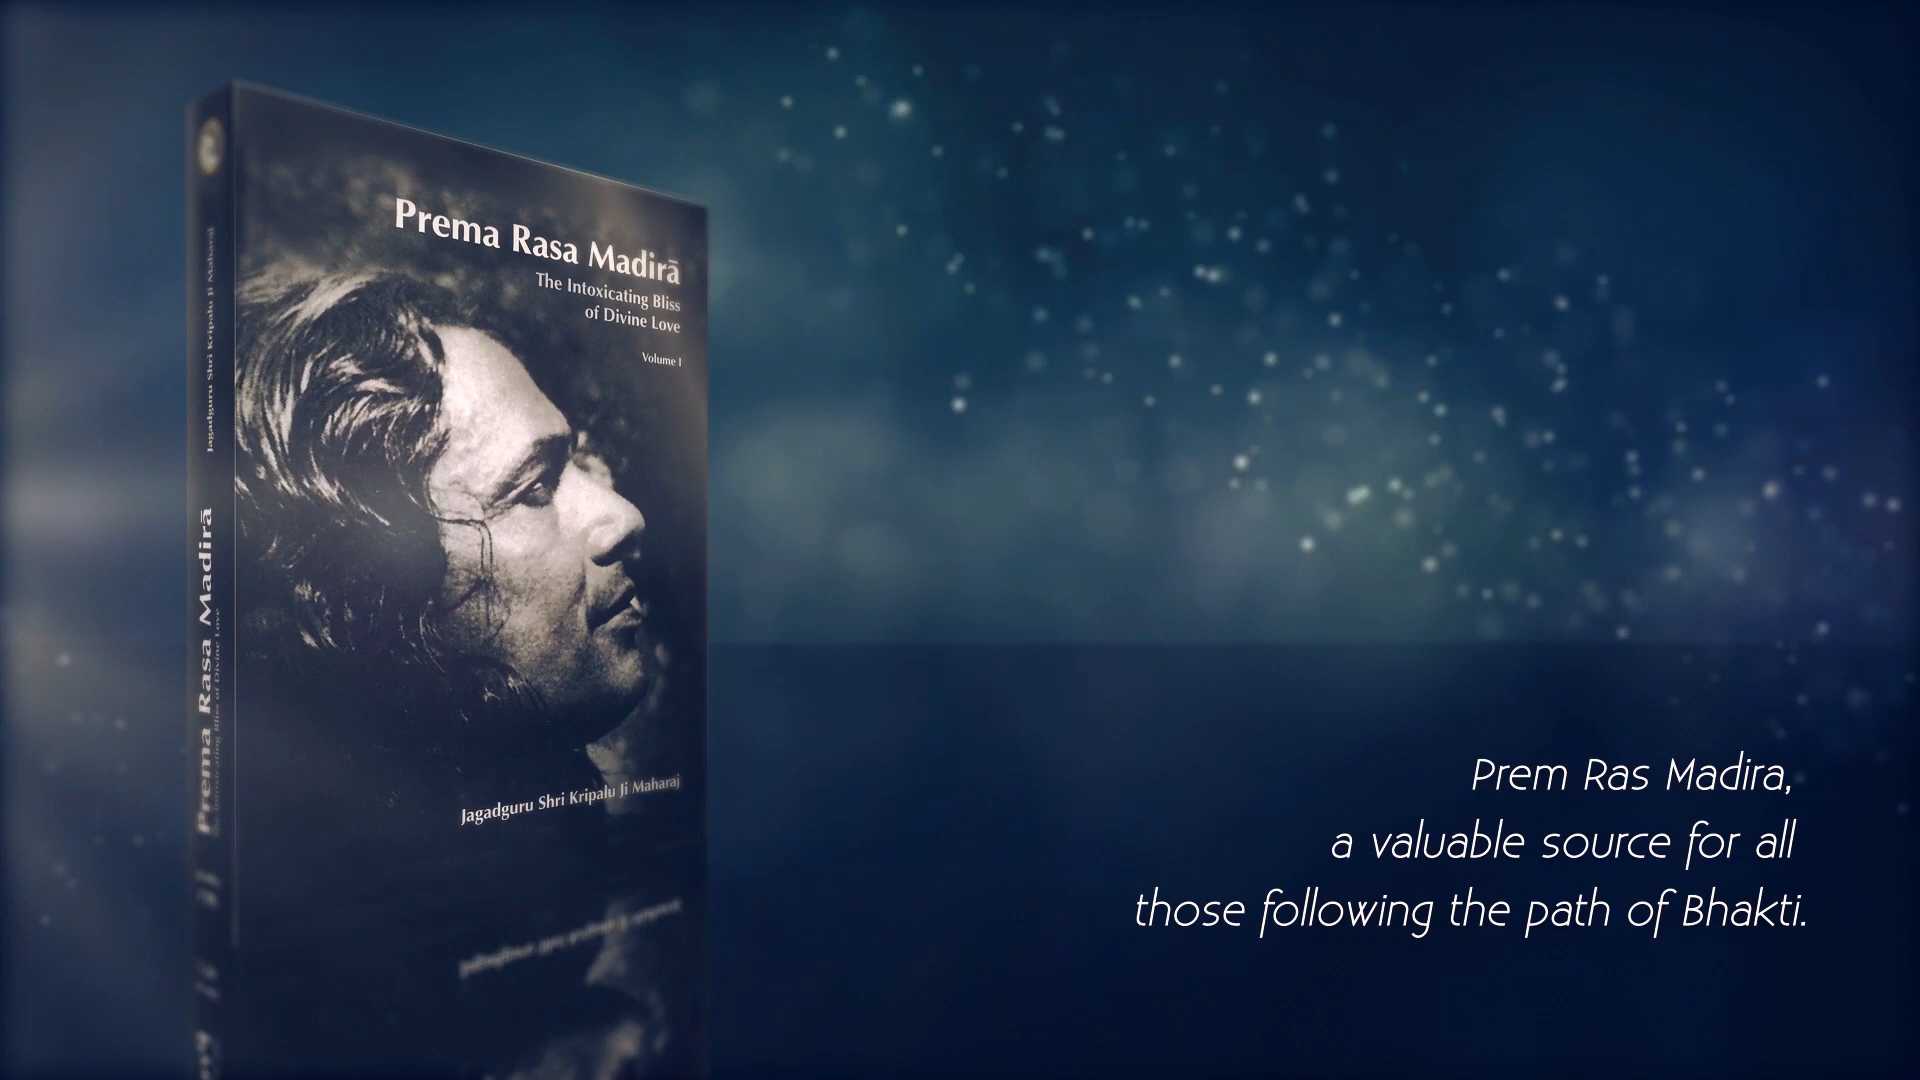 Prema Rasa Madirā
The Intoxicating Bliss
of Divine Love
Volume I
Jagadguru Shri Kripalu Ji Maharaj
Jagadguru Shri Kripalu Ji Maharaj
Prema Rasa Madirā
The Intoxicating Bliss of Divine Love
Prem Ras Madira,
a valuable source for all
those following the path of Bhakti.